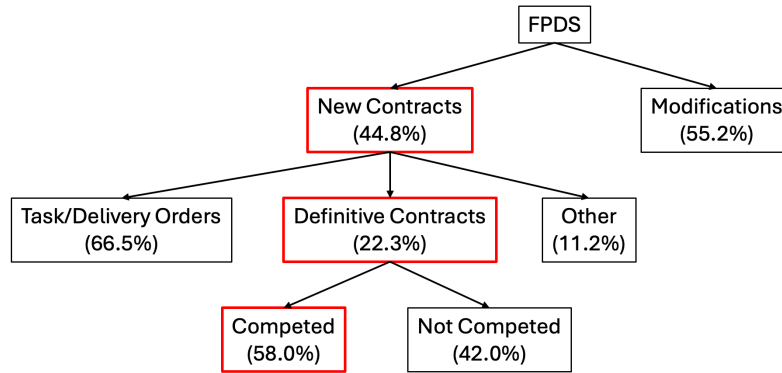 FPDS
New Contracts
(44.8%)
Modifications
(55.2%)
Task/Delivery Orders
(66.5%)
Definitive Contracts
(22.3%)
Other
(11.2%)
Competed
(58.0%)
Not Competed
(42.0%)